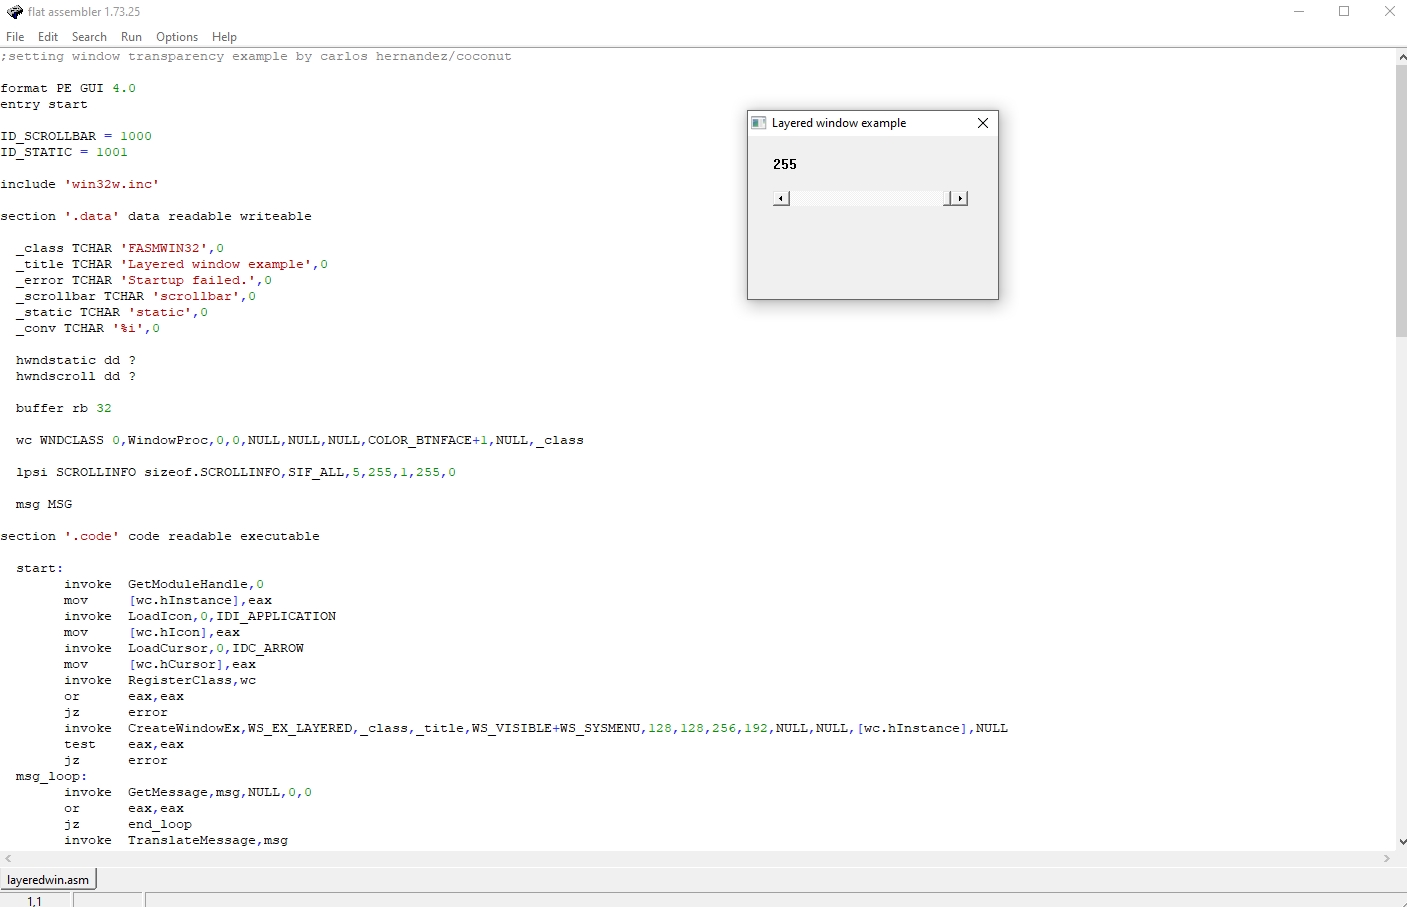 flat assembler 1.73.25
File Edit Search Run Options Help
;setting window transparency example by carlos hernandez/coconut
format PE GUI 4.0
entry start
ID_SCROLLBAR = 1000
ID_STATIC = 1001
include 'win32w.inc'
section '.data' data readable writeable
_class TCHAR 'FASMWIN32',0
_title TCHAR 'Layered window example',0
_error TCHAR 'Startup failed.',0
_scrollbar TCHAR 'scrollbar',0
_static TCHAR 'static',0
_conv TCHAR '%i',0
hwndstatic dd ?
hwndscroll dd ?
buffer rb 32
wc WNDCLASS 0,WindowProc,0,0,NULL,NULL,NULL,COLOR_BTNFACE+1,NULL,_class
lpsi SCROLLINFO sizeof.SCROLLINFO,SIF_ALL,5,255,1,255,0
msg MSG
section '.code' code readable executable
start:
invoke GetModuleHandle,0
mov [wc.hInstance],eax
invoke LoadIcon,0,IDI_APPLICATION
mov [wc.hIcon],eax
invoke LoadCursor,0,IDC_ARROW
mov [wc.hCursor],eax
invoke RegisterClass,wc
or eax,eax
jz error
invoke CreateWindowEx,WS_EX_LAYERED,_class,_title,WS_VISIBLE+WS_SYSMENU,128,128,256,192,NULL,NULL,[wc.hInstance],NULL
test eax,eax
jz error
msg_loop:
invoke GetMessage,msg,NULL,0,0
or eax,eax
jz end_loop
invoke TranslateMessage,msg
Layered window example
255
layeredwin.asm
1,1